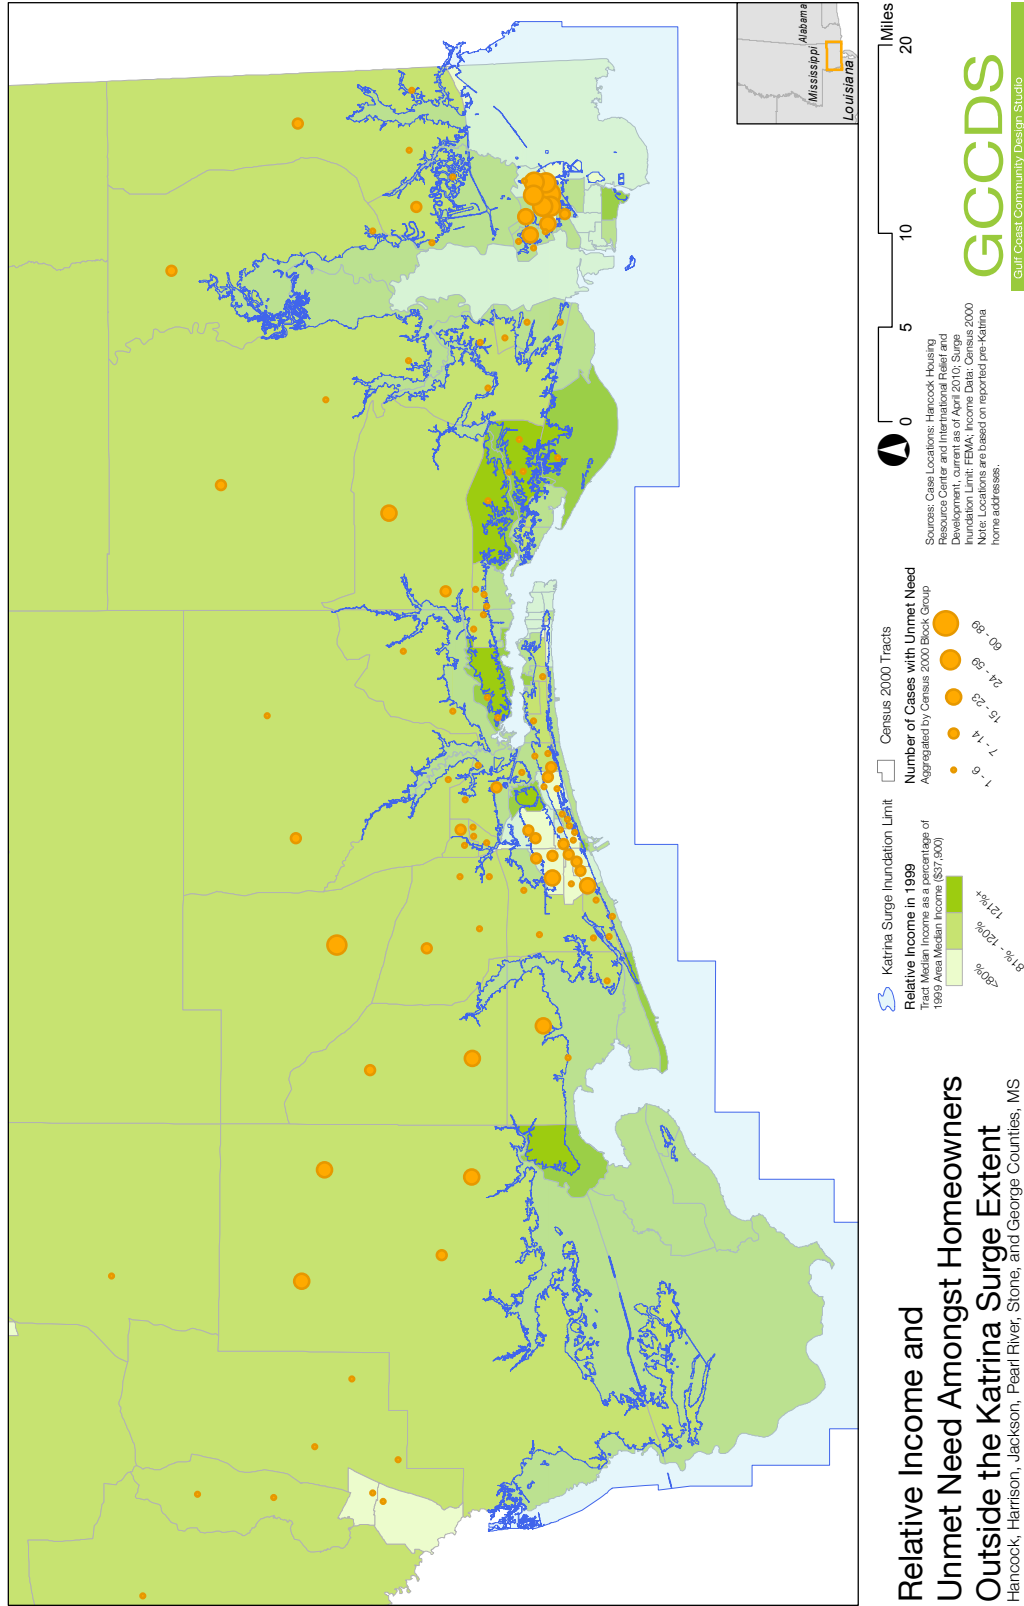 Relative Income and
Unmet Need Amongst Homeowners
Outside the Katrina Surge Extent
Hancock, Harrison, Jackson, Pearl River, Stone, and George Counties, MS
Katrina Surge Inundation Limit
Relative Income in 1999
Tract Median Income as a percentage of
1999 Area Median Income ($37,900)
<80%
81% - 120%
121%+
Census 2000 Tracts
Number of Cases with Unmet Need
Aggregated by Census 2000 Block Group
1 - 6
7 - 14
15 - 23
24 - 59
60 - 89
0
5
10
20
Miles
Sources: Case Locations: Hancock Housing
Resource Center and International Relief and
Development, current as of April 2010; Surge
Inundation Limit: FEMA; Income Data: Census 2000
Note: Locations are based on reported pre-Katrina
home addresses.
GCCDS
Gulf Coast Community Design Studio
Mississippi
Alabama
Louisiana